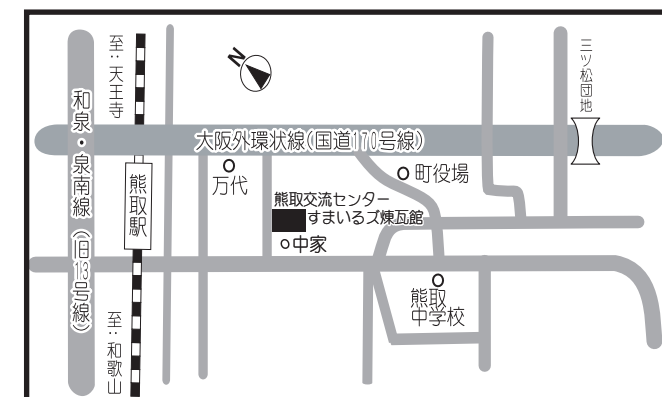 和泉・泉南線（旧13号線）
至：天王寺
熊取駅
至：和歌山
N
三ツ松団地
大阪外環状線(国道170号線)
万代
町役場
熊取交流センター
すまいるズ煉瓦館
中家
熊取
中学校